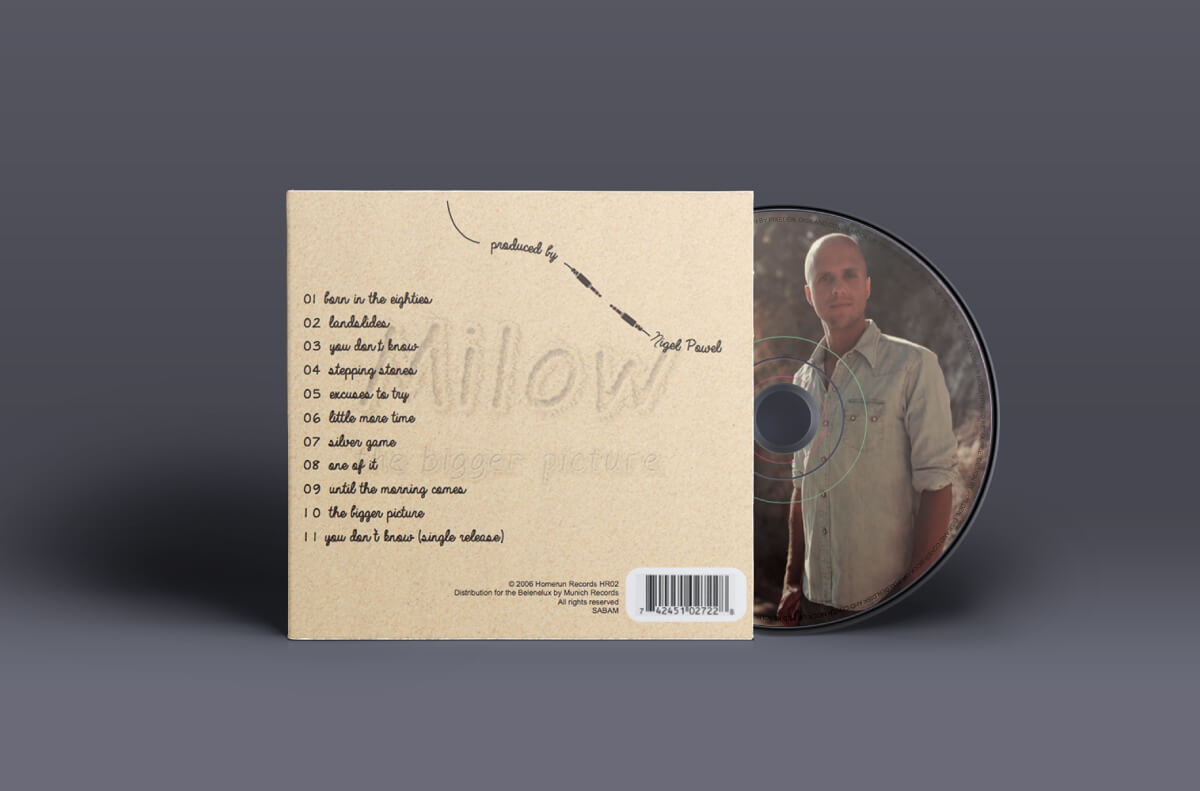 produced by
Nigel Powel
01 born in the eighties
02 landslides
03 you don't know
04 stepping stones
05 excuses to try
06 little more time
07 silver game
08 one of it
09 until the morning comes
10 the bigger picture
11 you don't know (single release)
Milow
the bigger picture
© 2006 Homerun Records HR02
Distribution for the Belenelux by Munich Records
All rights reserved
SABAM
7 42451 02722 8